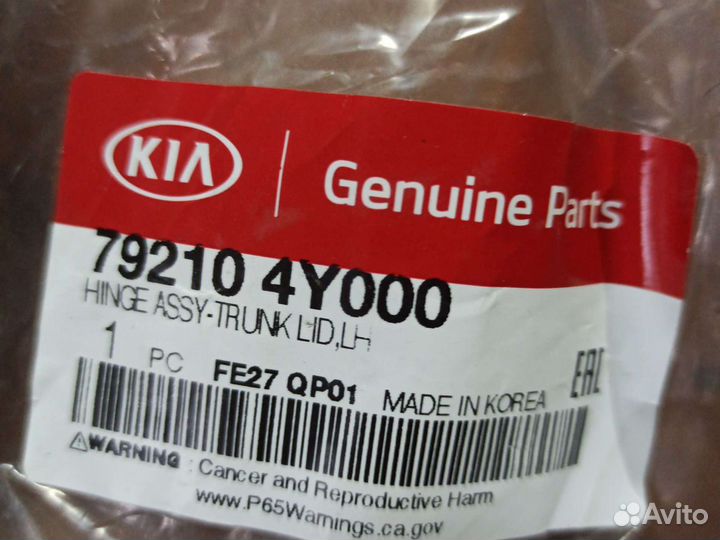 KIA
Genuine Parts
79210 4Y000
HINGE ASSY-TRUNK LID,LH
1 PC FE27 QP01 MADE IN KOREA
EAC
WARNING : Cancer and Reproductive Harm
www.P65Warnings.ca.gov
Avito